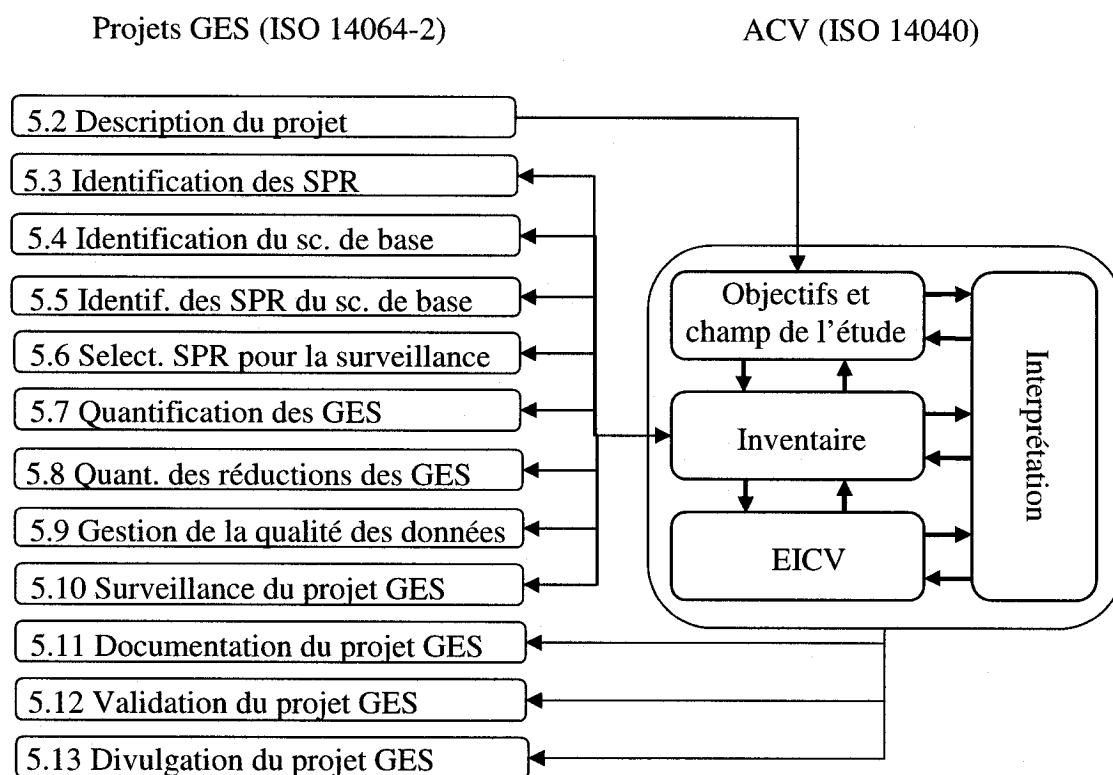 Projets GES (ISO 14064-2)
ACV (ISO 14040)
5.2 Description du projet
5.3 Identification des SPR
5.4 Identification du sc. de base
5.5 Identif. des SPR du sc. de base
5.6 Select. SPR pour la surveillance
5.7 Quantification des GES
5.8 Quant. des réductions des GES
5.9 Gestion de la qualité des données
5.10 Surveillance du projet GES
5.11 Documentation du projet GES
5.12 Validation du projet GES
5.13 Divulgation du projet GES
Objectifs et
champ de l'étude
Inventaire
EICV
Interprétation